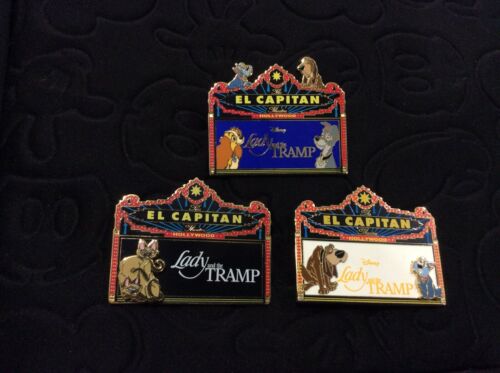 EL CAPITAN
HOLLYWOOD
Disney
Lady and the
TRAMP
EL CAPITAN
HOLLYWOOD
Lady and the
TRAMP
EL CAPITAN
HOLLYWOOD
Disney
Lady and the
TRAMP